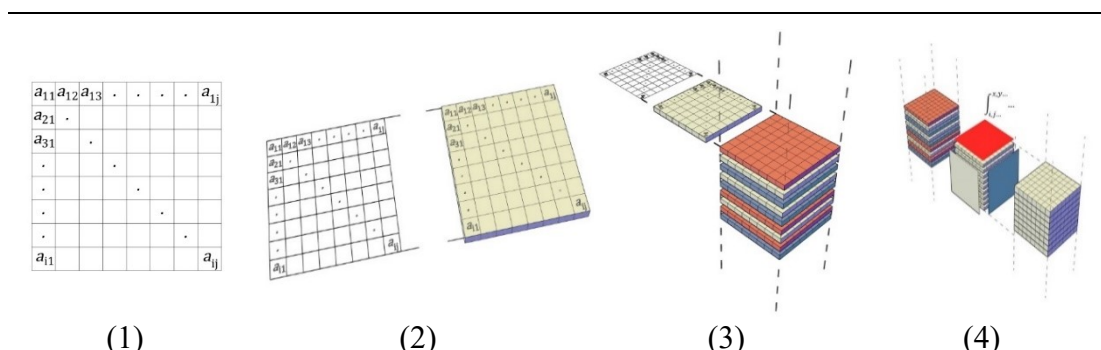 a11 a12 a13 . . . . a1j
a21 .
a31 .
. .
. .
. .
. .
ai1 aij
a11 a12 a13 . . . . a1j
a21 .
a31 .
. .
. .
. .
. .
ai1 aij
a11 a12 a13 . . . . a1j
a21 .
a31 .
. .
. .
. .
. .
ai1 aij
∫ x,y... ...
i,j...
(1) (2) (3) (4)